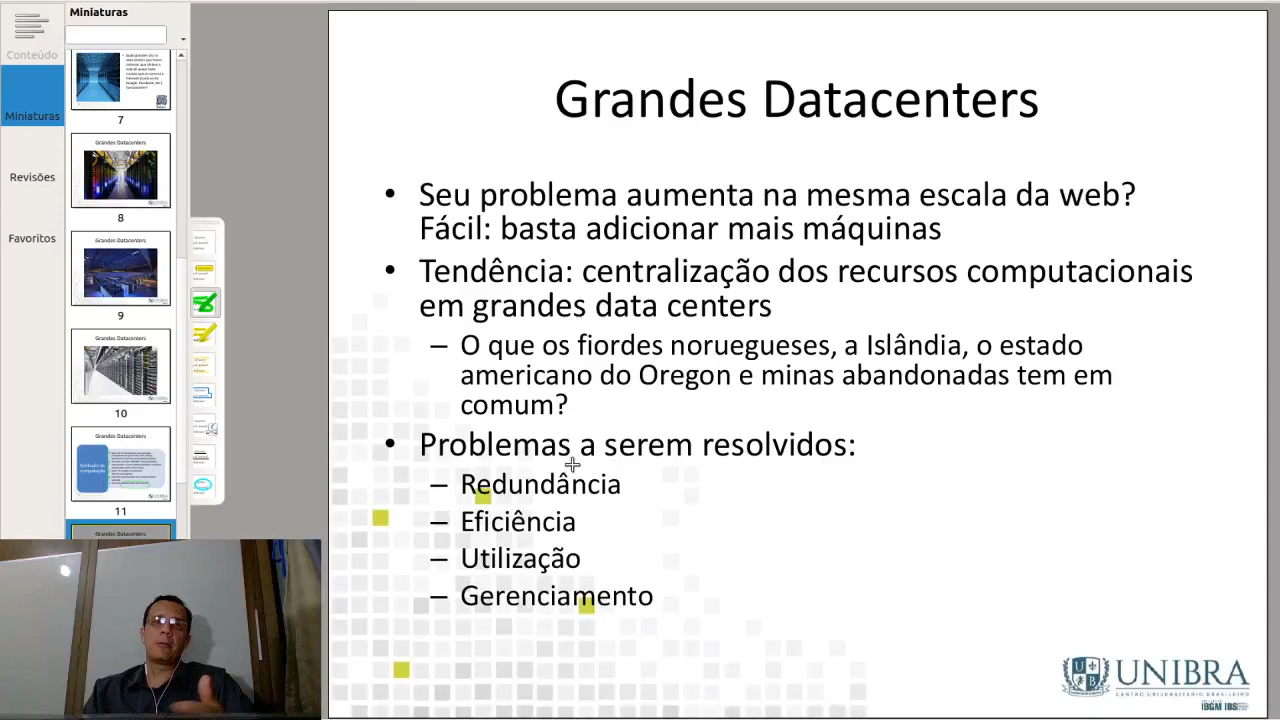 Miniaturas
Conteúdo
Miniaturas
Revisões
Favoritos
7
Grandes Datacenters
8
Grandes Datacenters
9
Grandes Datacenters
10
Grandes Datacenters
11
Grandes Datacenters
Grandes Datacenters
• Seu problema aumenta na mesma escala da web?
Fácil: basta adicionar mais máquinas
• Tendência: centralização dos recursos computacionais
em grandes data centers
– O que os fiordes noruegueses, a Islândia, o estado
americano do Oregon e minas abandonadas tem em
comum?
• Problemas a serem resolvidos:
– Redundância
– Eficiência
– Utilização
– Gerenciamento
UNIBRA
CENTRO UNIVERSITÁRIO BRASILEIRO
IBGM IBS